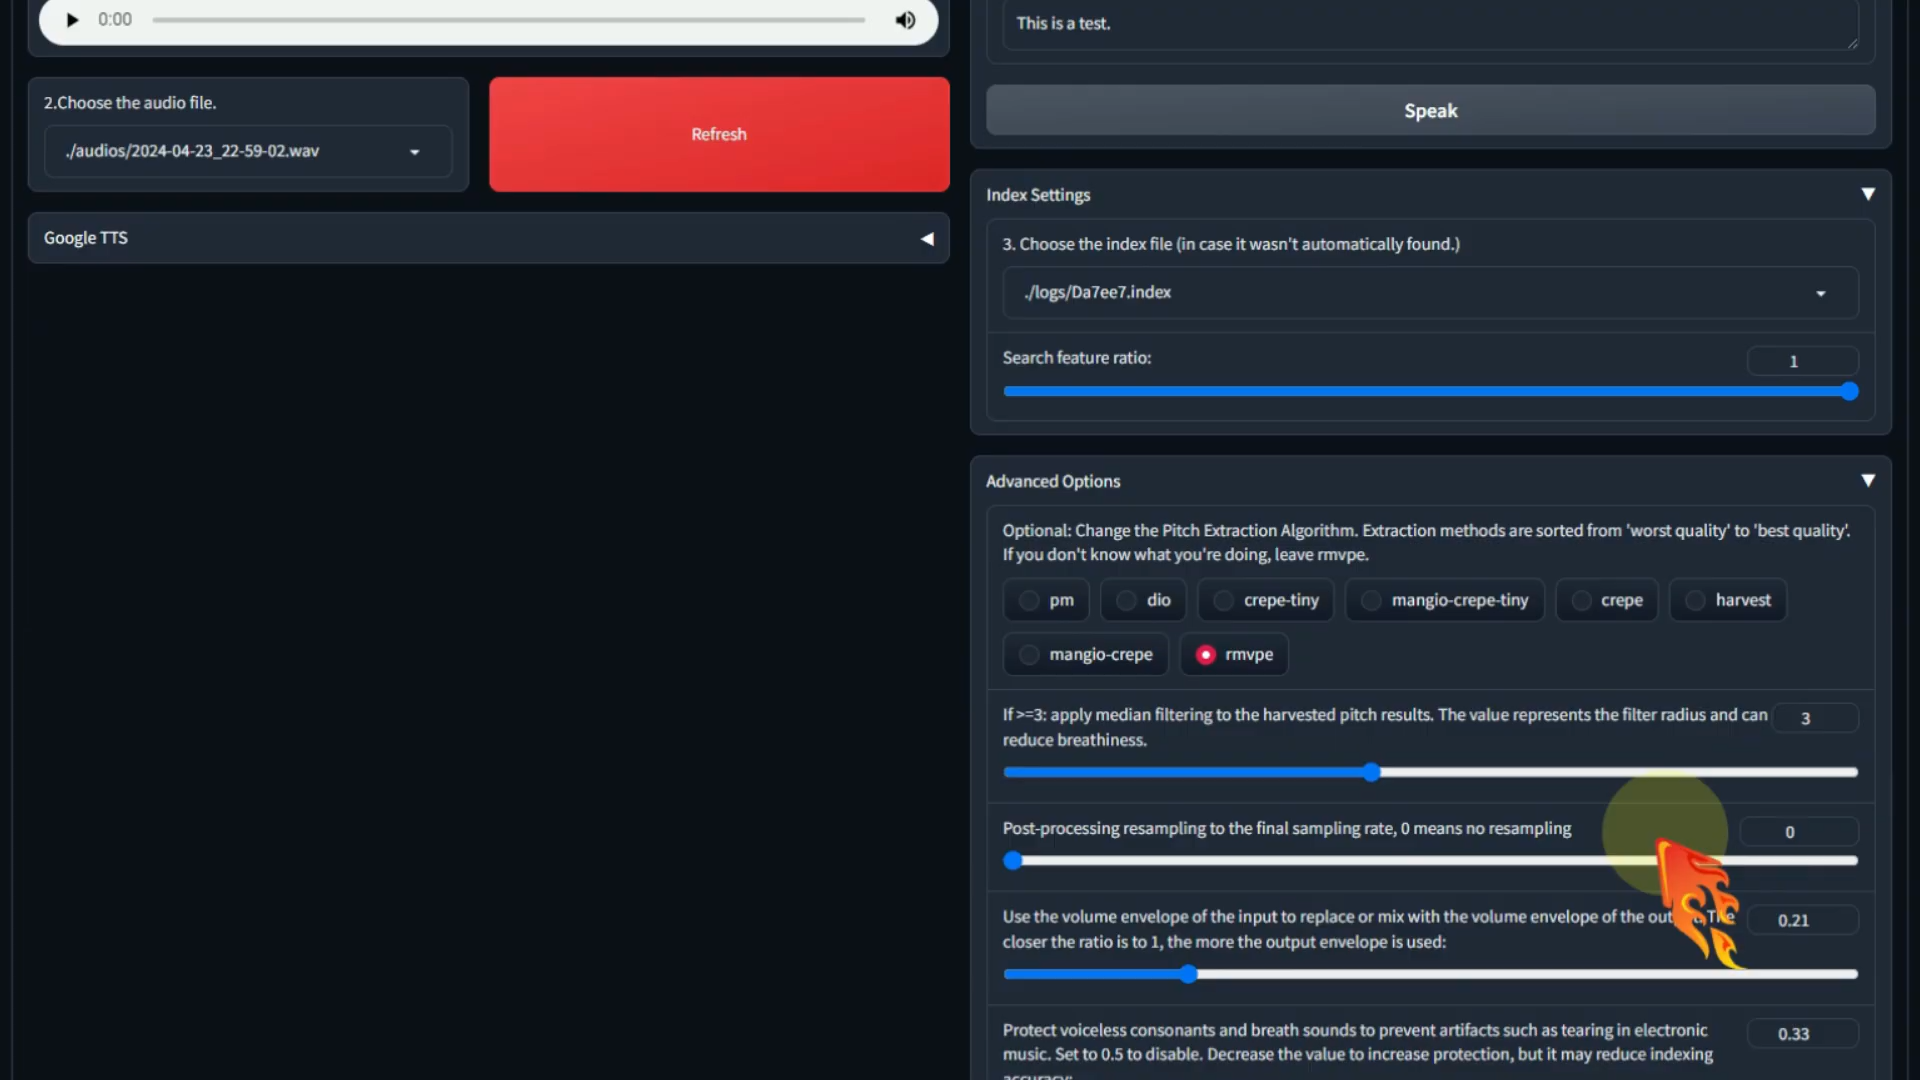 0:00
2.Choose the audio file.
./audios/2024-04-23_22-59-02.wav
Refresh
Google TTS
This is a test.
Speak
Index Settings
3. Choose the index file (in case it wasn't automatically found.)
./logs/Da7ee7.index
Search feature ratio:
1
Advanced Options
Optional: Change the Pitch Extraction Algorithm. Extraction methods are sorted from 'worst quality' to 'best quality'.
If you don't know what you're doing, leave rmvpe.
pm dio crepe-tiny mangio-crepe-tiny crepe harvest
mangio-crepe rmvpe
If >=3: apply median filtering to the harvested pitch results. The value represents the filter radius and can
reduce breathiness.
3
Post-processing resampling to the final sampling rate, 0 means no resampling
0
Use the volume envelope of the input to replace or mix with the volume envelope of the
closer the ratio is to 1, the more the output envelope is used:
0.21
Protect voiceless consonants and breath sounds to prevent artifacts such as tearing in electronic
music. Set to 0.5 to disable. Decrease the value to increase protection, but it may reduce indexing
accuracy:
0.33